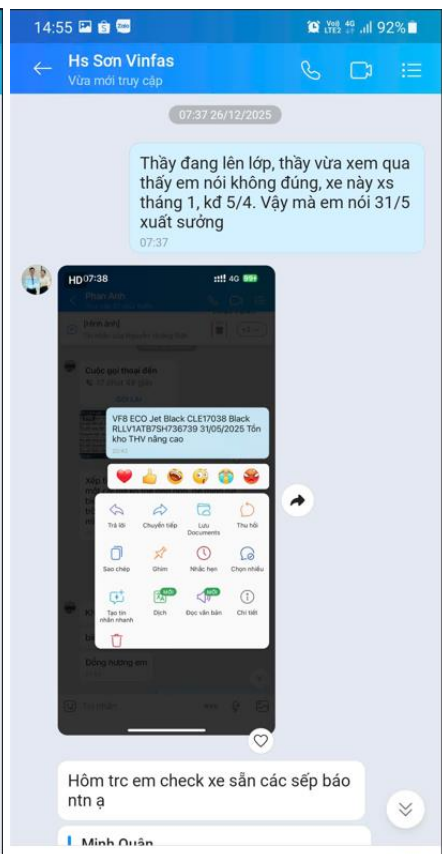 14:55 92%
Hs Sơn Vinfas
Vừa mới truy cập
07:37 26/12/2025
Thầy đang lên lớp, thầy vừa xem qua
thấy em nói không đúng, xe này xs
tháng 1, kđ 5/4. Vậy mà em nói 31/5
xuất sưởng
07:37
HD 07:38 4G
Phan Anh
[Hình ảnh]
Cuộc gọi thoại đến
VF8 ECO Jet Black CLE17038 Black
RLLV1ATB7SH736739 31/05/2025 Tồn
kho THV nâng cao
Trả lời Chuyển tiếp Lưu Thu hồi
Documents
Sao chép Ghim Nhắc hẹn Chọn nhiều
Tạo tin Dịch Đọc văn bản Chi tiết
nhắn nhanh
Tin nhắn
Hôm trc em check xe sẵn các sếp báo
ntn ạ
Minh Quân